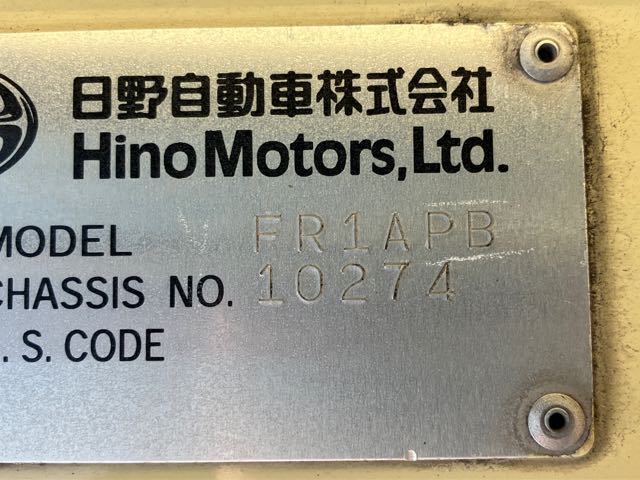 日野自動車株式会社
Hino Motors, Ltd.
MODEL FR1APB
CHASSIS NO. 10274
. S. CODE